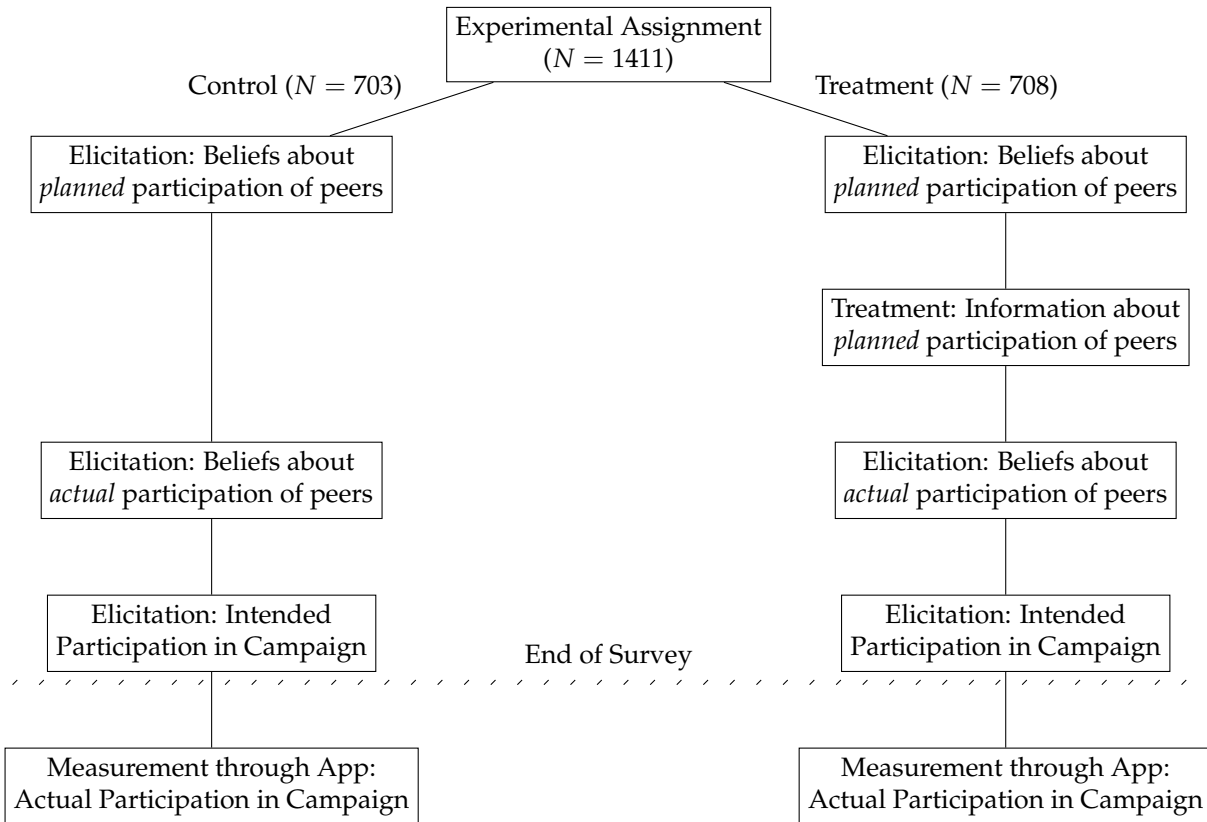 Experimental Assignment
(N = 1411)
Control (N = 703)
Treatment (N = 708)
Elicitation: Beliefs about
planned participation of peers
Elicitation: Beliefs about
planned participation of peers
Treatment: Information about
planned participation of peers
Elicitation: Beliefs about
actual participation of peers
Elicitation: Beliefs about
actual participation of peers
Elicitation: Intended
Participation in Campaign
Elicitation: Intended
Participation in Campaign
End of Survey
Measurement through App:
Actual Participation in Campaign
Measurement through App:
Actual Participation in Campaign